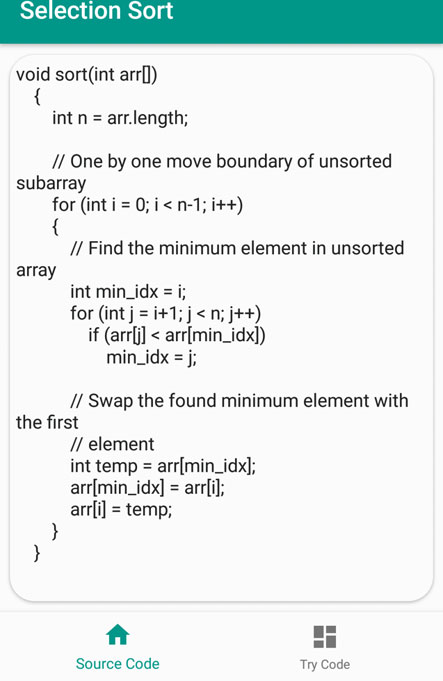 Selection Sort
void sort(int arr[])
{
int n = arr.length;
// One by one move boundary of unsorted
subarray
for (int i = 0; i < n-1; i++)
{
// Find the minimum element in unsorted
array
int min_idx = i;
for (int j = i+1; j < n; j++)
if (arr[j] < arr[min_idx])
min_idx = j;
// Swap the found minimum element with
the first
// element
int temp = arr[min_idx];
arr[min_idx] = arr[i];
arr[i] = temp;
}
}
Source Code
Try Code